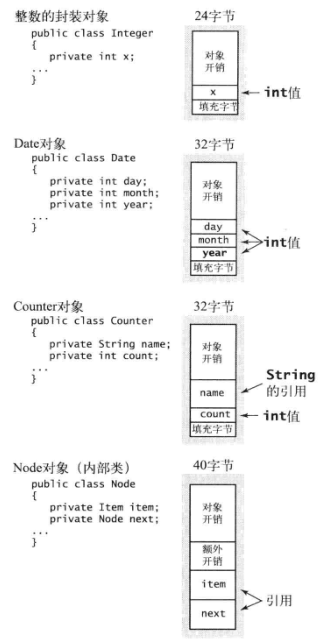 整数的封装对象
24字节
public class Integer
{
private int x;
...
}
对象
开销
x
填充字节
int值
Date对象
32字节
public class Date
{
private int day;
private int month;
private int year;
...
}
对象
开销
day
month
year
填充字节
int值
Counter对象
32字节
public class Counter
{
private String name;
private int count;
...
}
对象
开销
name
count
填充字节
String
的引用
int值
Node对象（内部类）
40字节
public class Node
{
private Item item;
private Node next;
...
}
对象
开销
额外
开销
item
next
引用